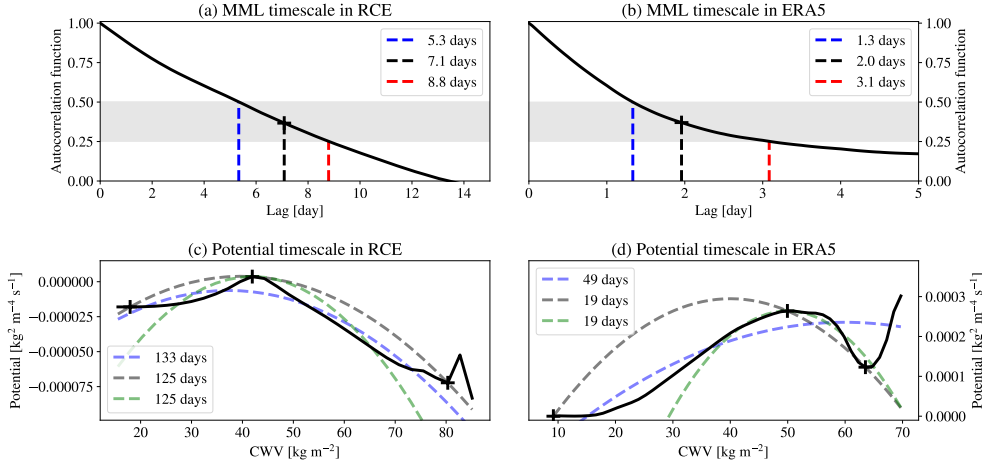 (a) MML timescale in RCE
1.00
0.75
0.50
0.25
0.00
Autocorrelation function
5.3 days
7.1 days
8.8 days
0 2 4 6 8 10 12 14
Lag [day]
(b) MML timescale in ERA5
1.3 days
2.0 days
3.1 days
1.00
0.75
0.50
0.25
0.00
Autocorrelation function
0 1 2 3 4 5
Lag [day]
(c) Potential timescale in RCE
0.000000
−0.000025
−0.000050
−0.000075
Potential [kg² m⁻⁴ s⁻¹]
133 days
125 days
125 days
20 30 40 50 60 70 80
CWV [kg m⁻²]
(d) Potential timescale in ERA5
49 days
19 days
19 days
0.0003
0.0002
0.0001
0.0000
Potential [kg² m⁻⁴ s⁻¹]
10 20 30 40 50 60 70
CWV [kg m⁻²]